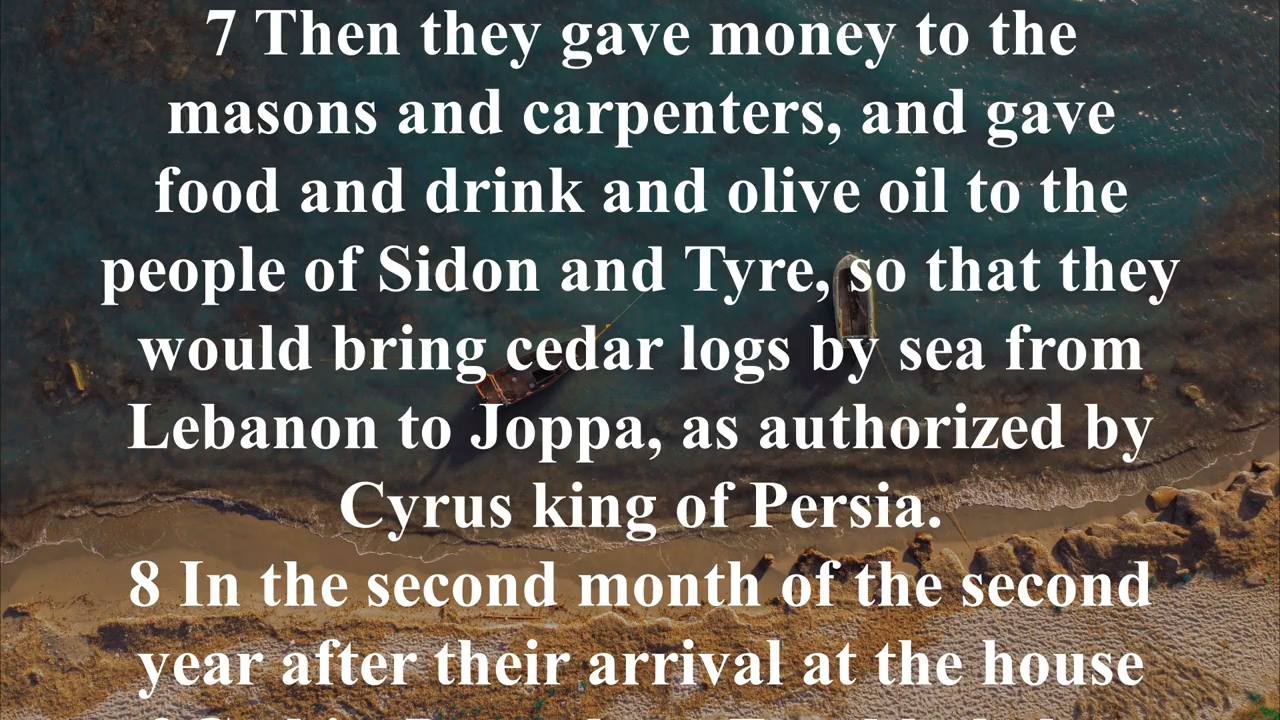 7 Then they gave money to the
masons and carpenters, and gave
food and drink and olive oil to the
people of Sidon and Tyre, so that they
would bring cedar logs by sea from
Lebanon to Joppa, as authorized by
Cyrus king of Persia.
8 In the second month of the second
year after their arrival at the house